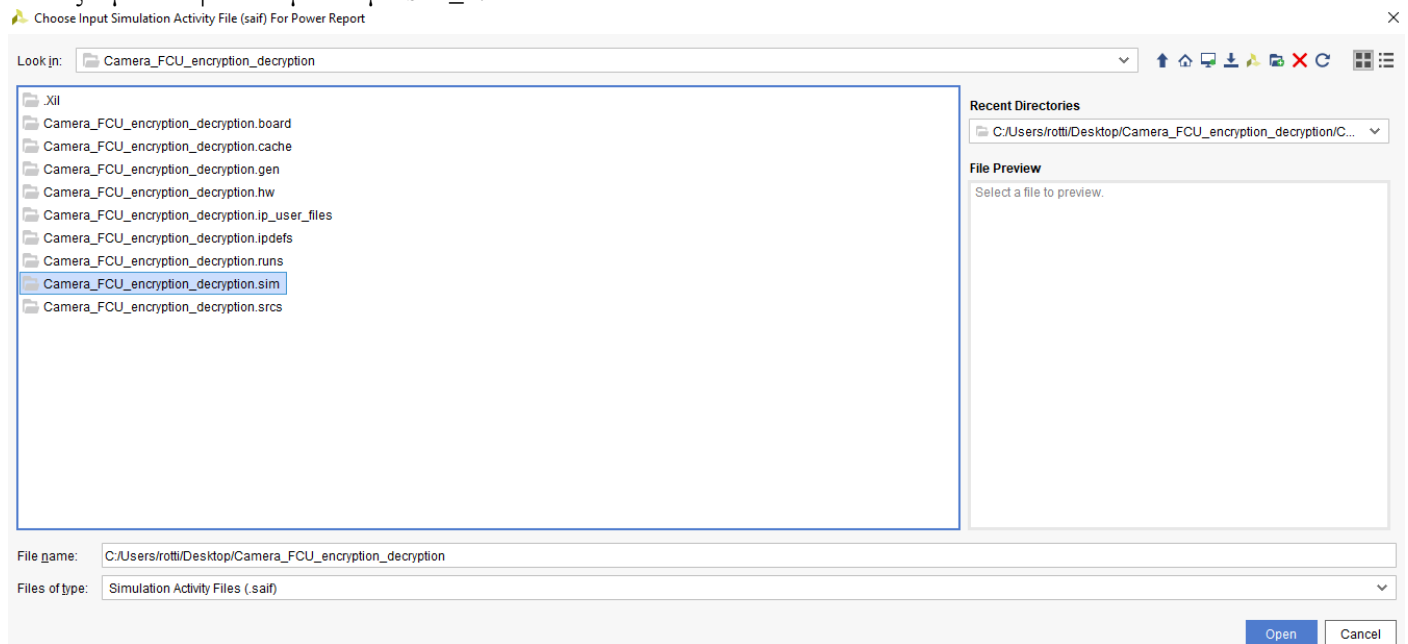 Choose Input Simulation Activity File (saif) For Power Report
Look in: Camera_FCU_encryption_decryption
.Xil
Camera_FCU_encryption_decryption.board
Camera_FCU_encryption_decryption.cache
Camera_FCU_encryption_decryption.gen
Camera_FCU_encryption_decryption.hw
Camera_FCU_encryption_decryption.ip_user_files
Camera_FCU_encryption_decryption.ipdefs
Camera_FCU_encryption_decryption.runs
Camera_FCU_encryption_decryption.sim
Camera_FCU_encryption_decryption.srcs
Recent Directories
C:/Users/rotti/Desktop/Camera_FCU_encryption_decryption/C...
File Preview
Select a file to preview.
File name: C:/Users/rotti/Desktop/Camera_FCU_encryption_decryption
Files of type: Simulation Activity Files (.saif)
Open Cancel